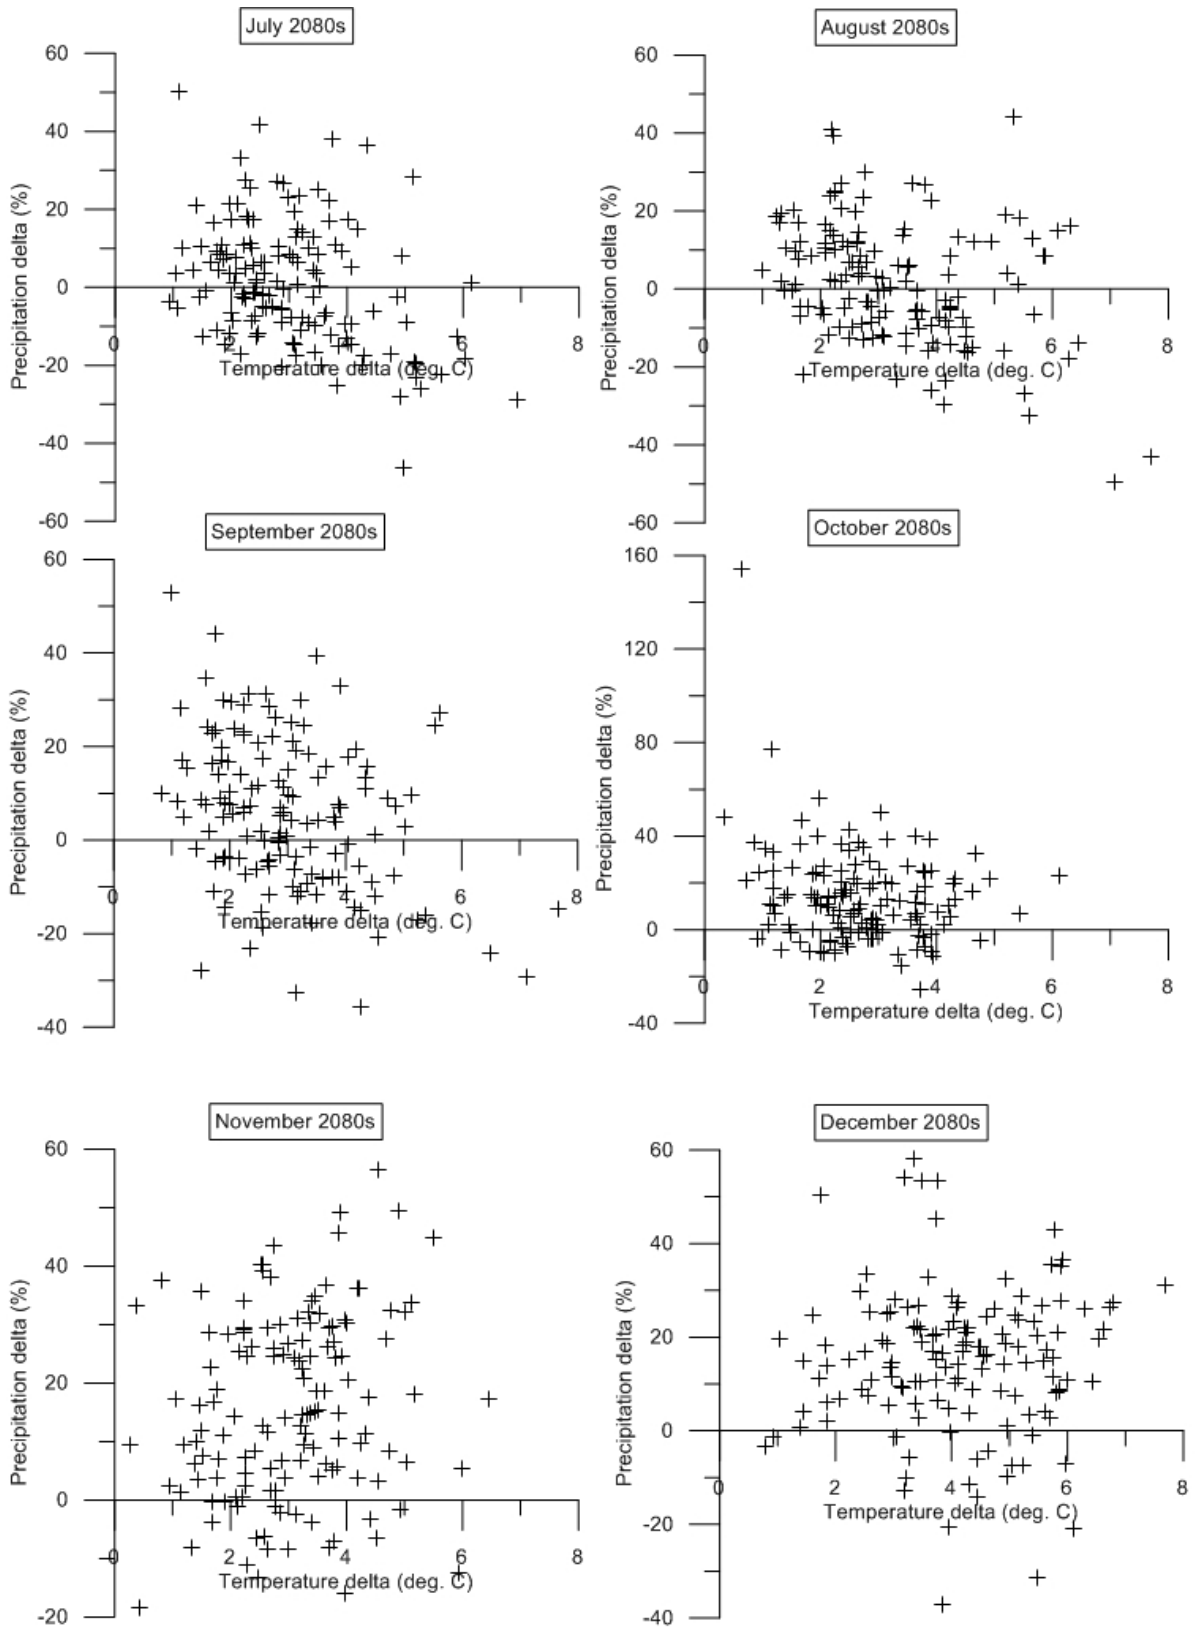 July 2080s
60
40
20
0
-20
-40
-60
0 2 4 6 8
Precipitation delta (%)
Temperature delta (deg. C)
August 2080s
60
40
20
0
-20
-40
-60
0 2 4 6 8
Precipitation delta (%)
Temperature delta (deg. C)
September 2080s
60
40
20
0
-20
-40
0 2 4 6 8
Precipitation delta (%)
Temperature delta (deg. C)
October 2080s
160
120
80
40
0
-40
0 2 4 6 8
Precipitation delta (%)
Temperature delta (deg. C)
November 2080s
60
40
20
0
-20
0 2 4 6 8
Precipitation delta (%)
Temperature delta (deg. C)
December 2080s
60
40
20
0
-20
-40
0 2 4 6 8
Precipitation delta (%)
Temperature delta (deg. C)